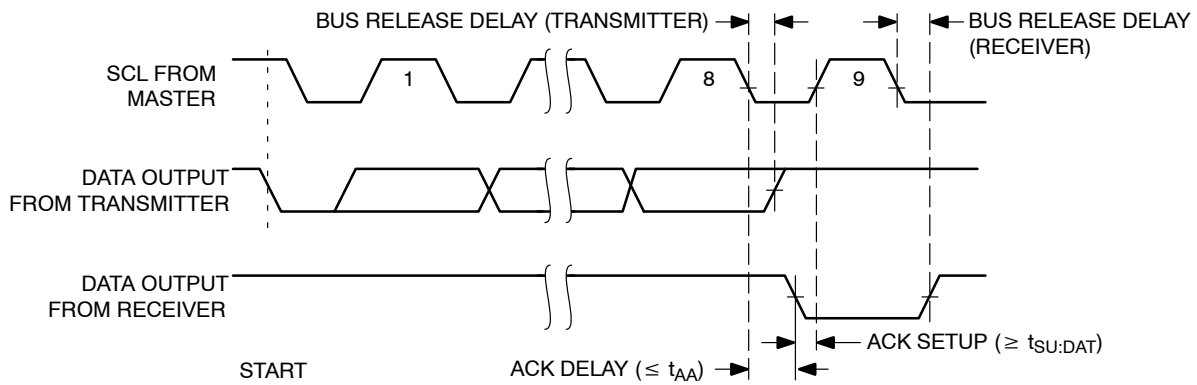 BUS RELEASE DELAY (TRANSMITTER)
BUS RELEASE DELAY
(RECEIVER)
SCL FROM
MASTER
1
8
9
DATA OUTPUT
FROM TRANSMITTER
DATA OUTPUT
FROM RECEIVER
ACK SETUP (≥ tSU:DAT)
START
ACK DELAY (≤ tAA)